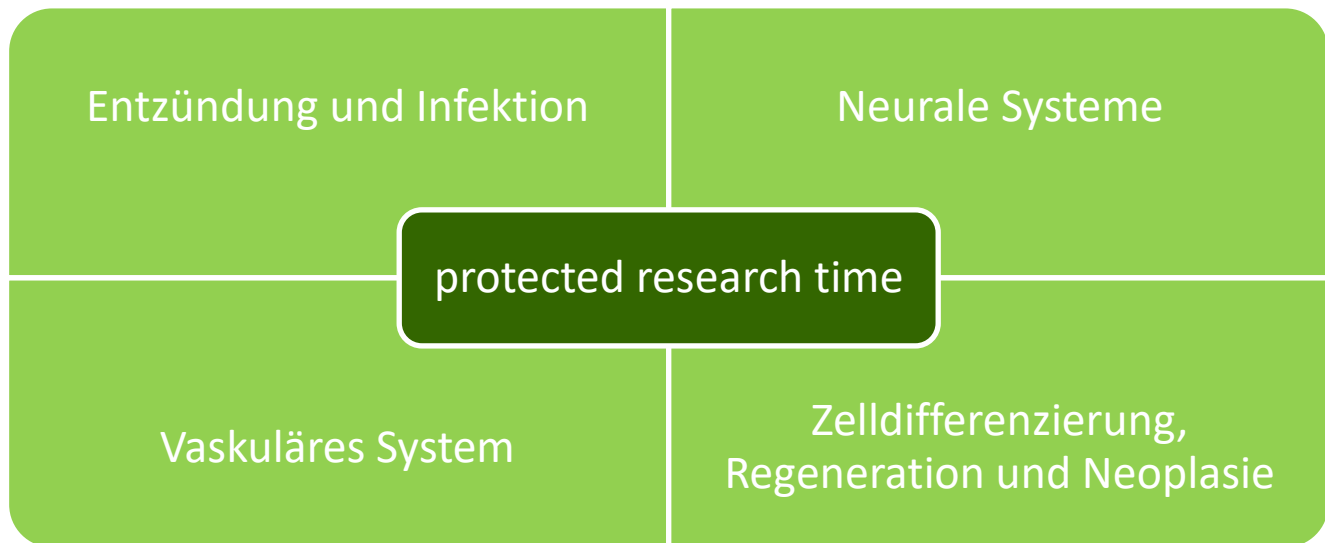 Entzündung und Infektion
Neurale Systeme
protected research time
Vaskuläres System
Zelldifferenzierung,
Regeneration und Neoplasie